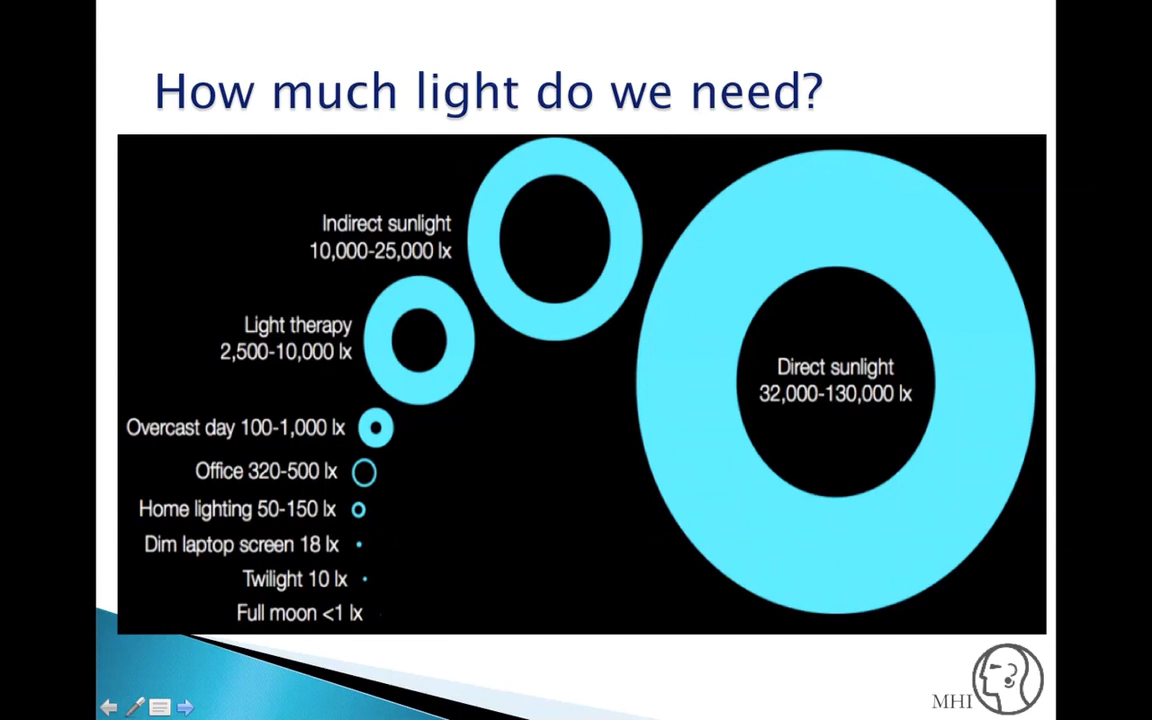 How much light do we need?
Indirect sunlight
10,000-25,000 lx
Light therapy
2,500-10,000 lx
Direct sunlight
32,000-130,000 lx
Overcast day 100-1,000 lx
Office 320-500 lx
Home lighting 50-150 lx
Dim laptop screen 18 lx
Twilight 10 lx
Full moon <1 lx
MHI